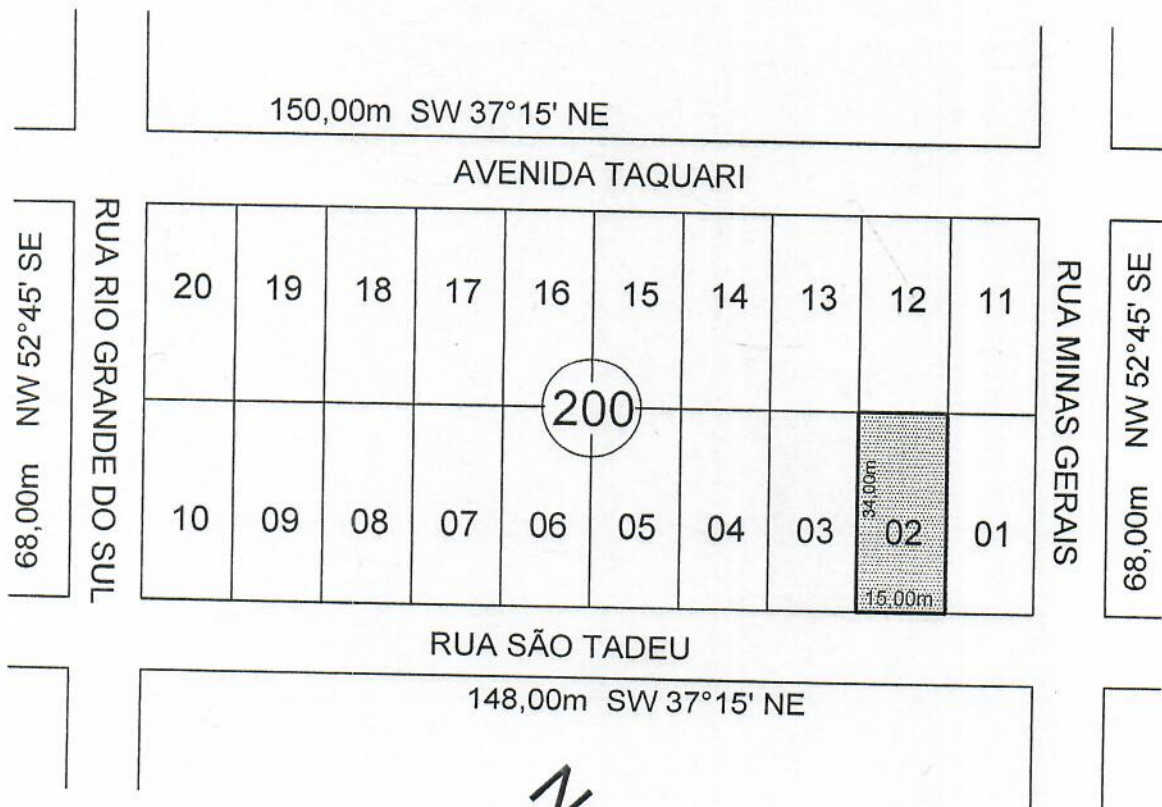 150,00m SW 37°15' NE
AVENIDA TAQUARI
68,00m NW 52°45' SE
RUA RIO GRANDE DO SUL
20 19 18 17 16 15 14 13 12 11
RUA MINAS GERAIS
68,00m NW 52°45' SE
200
10 09 08 07 06 05 04 03 02 01
34,00m
15,00m
RUA SÃO TADEU
148,00m SW 37°15' NE
N